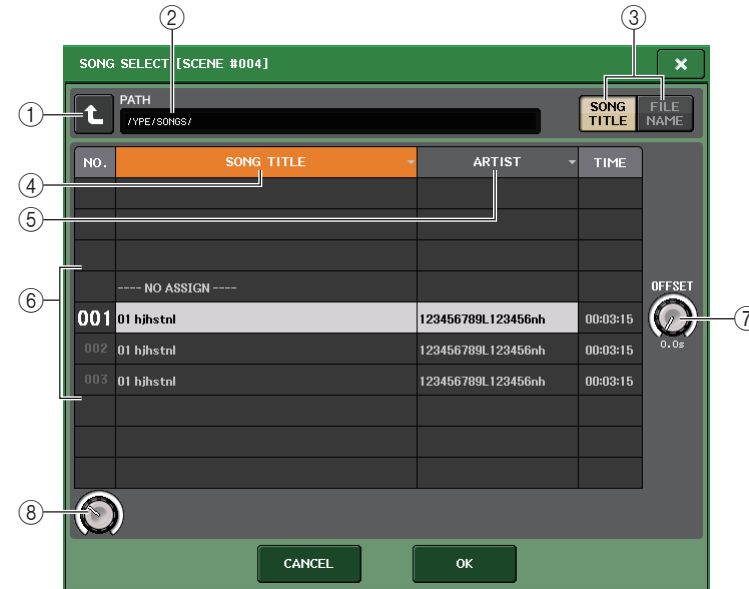 ② ③
SONG SELECT [SCENE #004]
①
PATH
/YPE/SONGS/
SONG TITLE
FILE NAME
NO. SONG TITLE ARTIST TIME
④
⑤
⑥
---- NO ASSIGN ----
OFFSET
001 01 hjhstnl 123456789L123456nh 00:03:15
⑦
0.0s
002 01 hjhstnl 123456789L123456nh 00:03:15
003 01 hjhstnl 123456789L123456nh 00:03:15
⑧
CANCEL OK